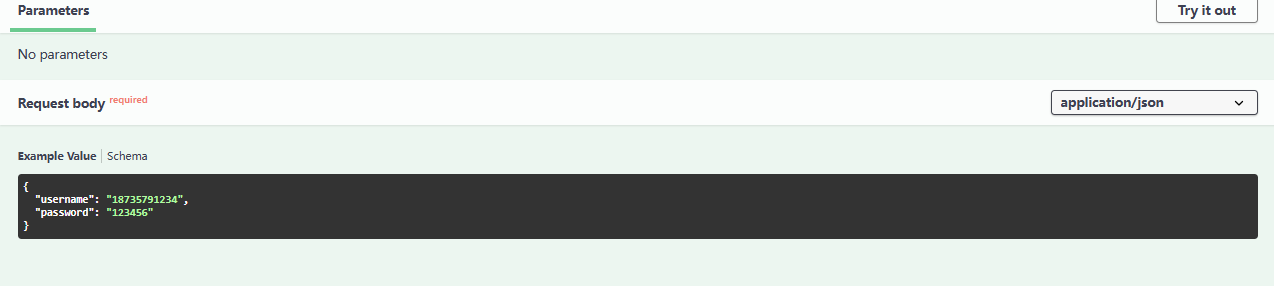 Parameters
Try it out
No parameters
Request body required
application/json
Example Value | Schema
{
  "username": "18735791234",
  "password": "123456"
}